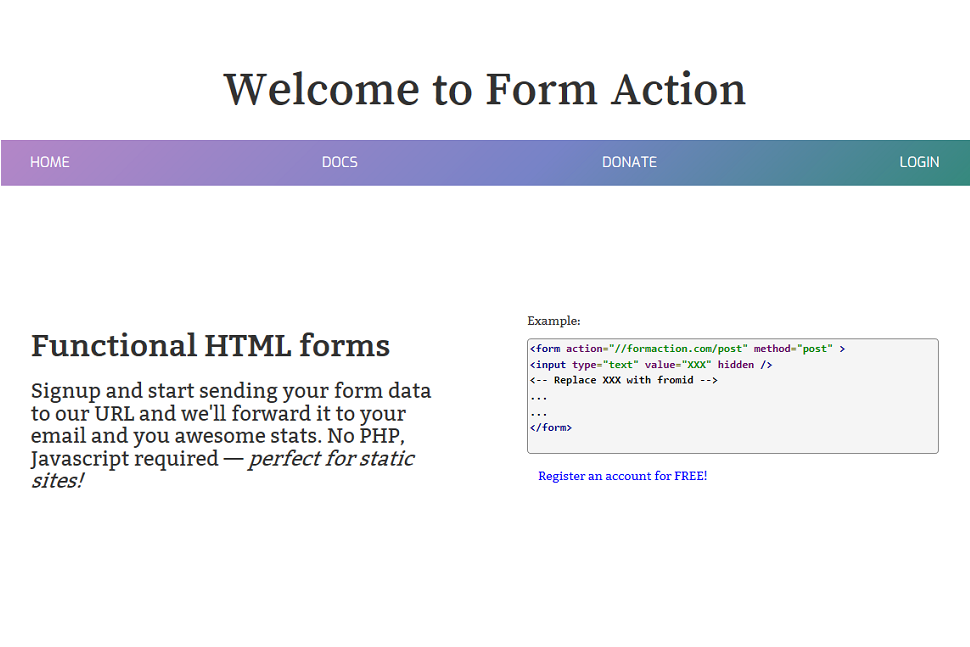 Welcome to Form Action
HOME DOCS DONATE LOGIN
Functional HTML forms
Signup and start sending your form data
to our URL and we'll forward it to your
email and you awesome stats. No PHP,
Javascript required — perfect for static
sites!
Example:
<form action="//formaction.com/post" method="post" >
<input type="text" value="XXX" hidden />
<-- Replace XXX with fromid -->
...
...
</form>
Register an account for FREE!